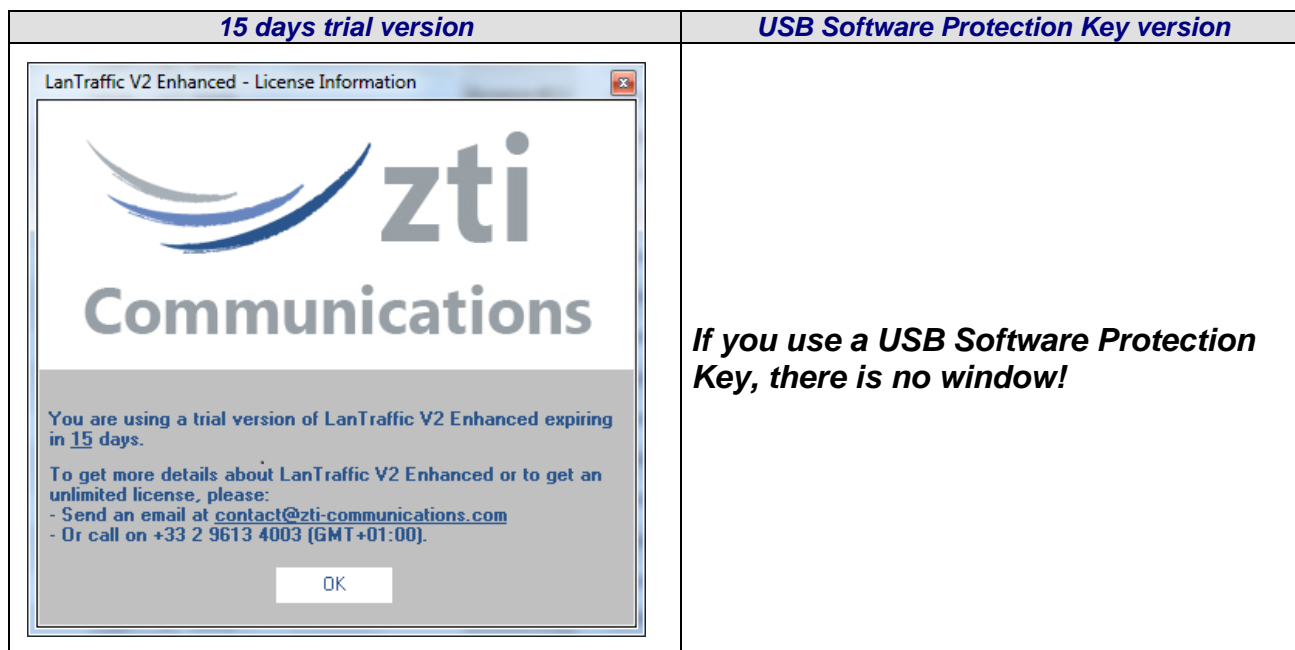 15 days trial version
USB Software Protection Key version
LanTraffic V2 Enhanced - License Information
zti
Communications
You are using a trial version of LanTraffic V2 Enhanced expiring
in 15 days.
To get more details about LanTraffic V2 Enhanced or to get an
unlimited license, please:
- Send an email at contact@zti-communications.com
- Or call on +33 2 9613 4003 (GMT+01:00).
OK
If you use a USB Software Protection
Key, there is no window!